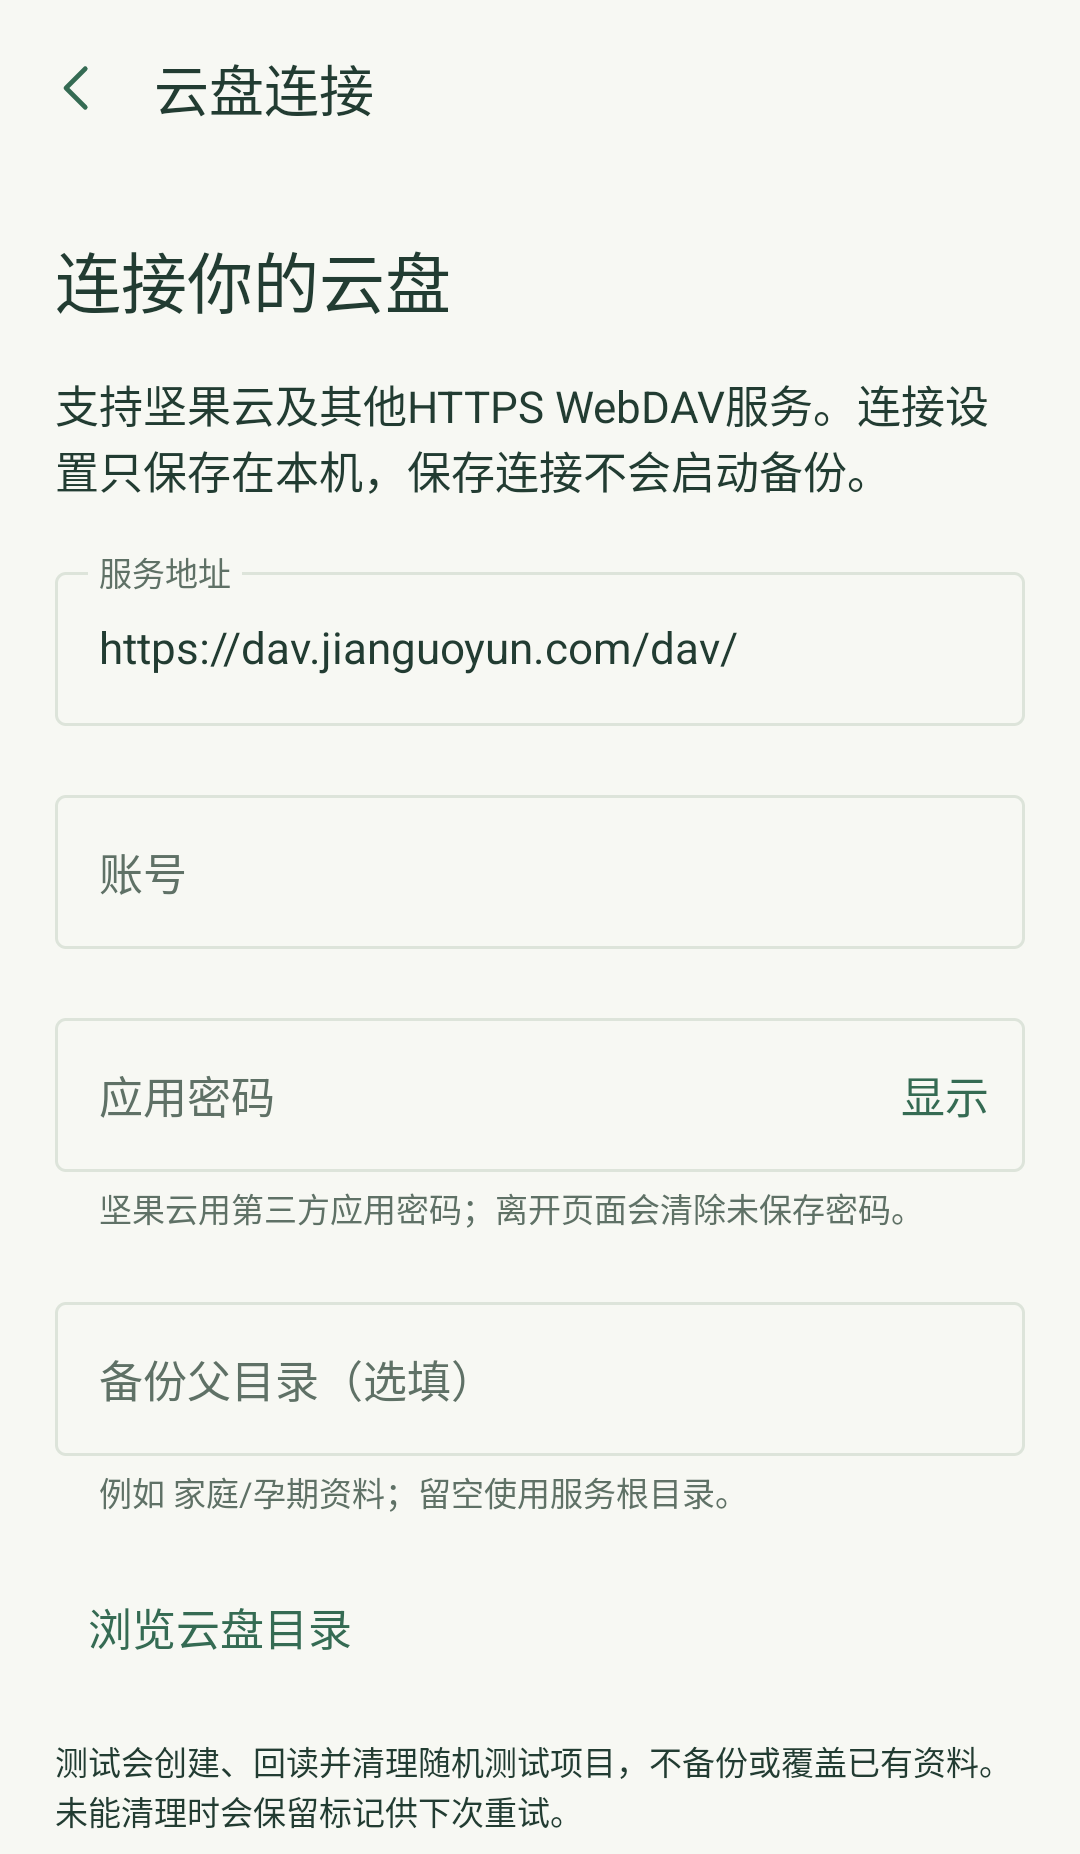 云盘连接
连接你的云盘
支持坚果云及其他HTTPS WebDAV服务。连接设
置只保存在本机，保存连接不会启动备份。
服务地址
https://dav.jianguoyun.com/dav/
账号
应用密码
显示
坚果云用第三方应用密码；离开页面会清除未保存密码。
备份父目录（选填）
例如 家庭/孕期资料；留空使用服务根目录。
浏览云盘目录
测试会创建、回读并清理随机测试项目，不备份或覆盖已有资料。
未能清理时会保留标记供下次重试。